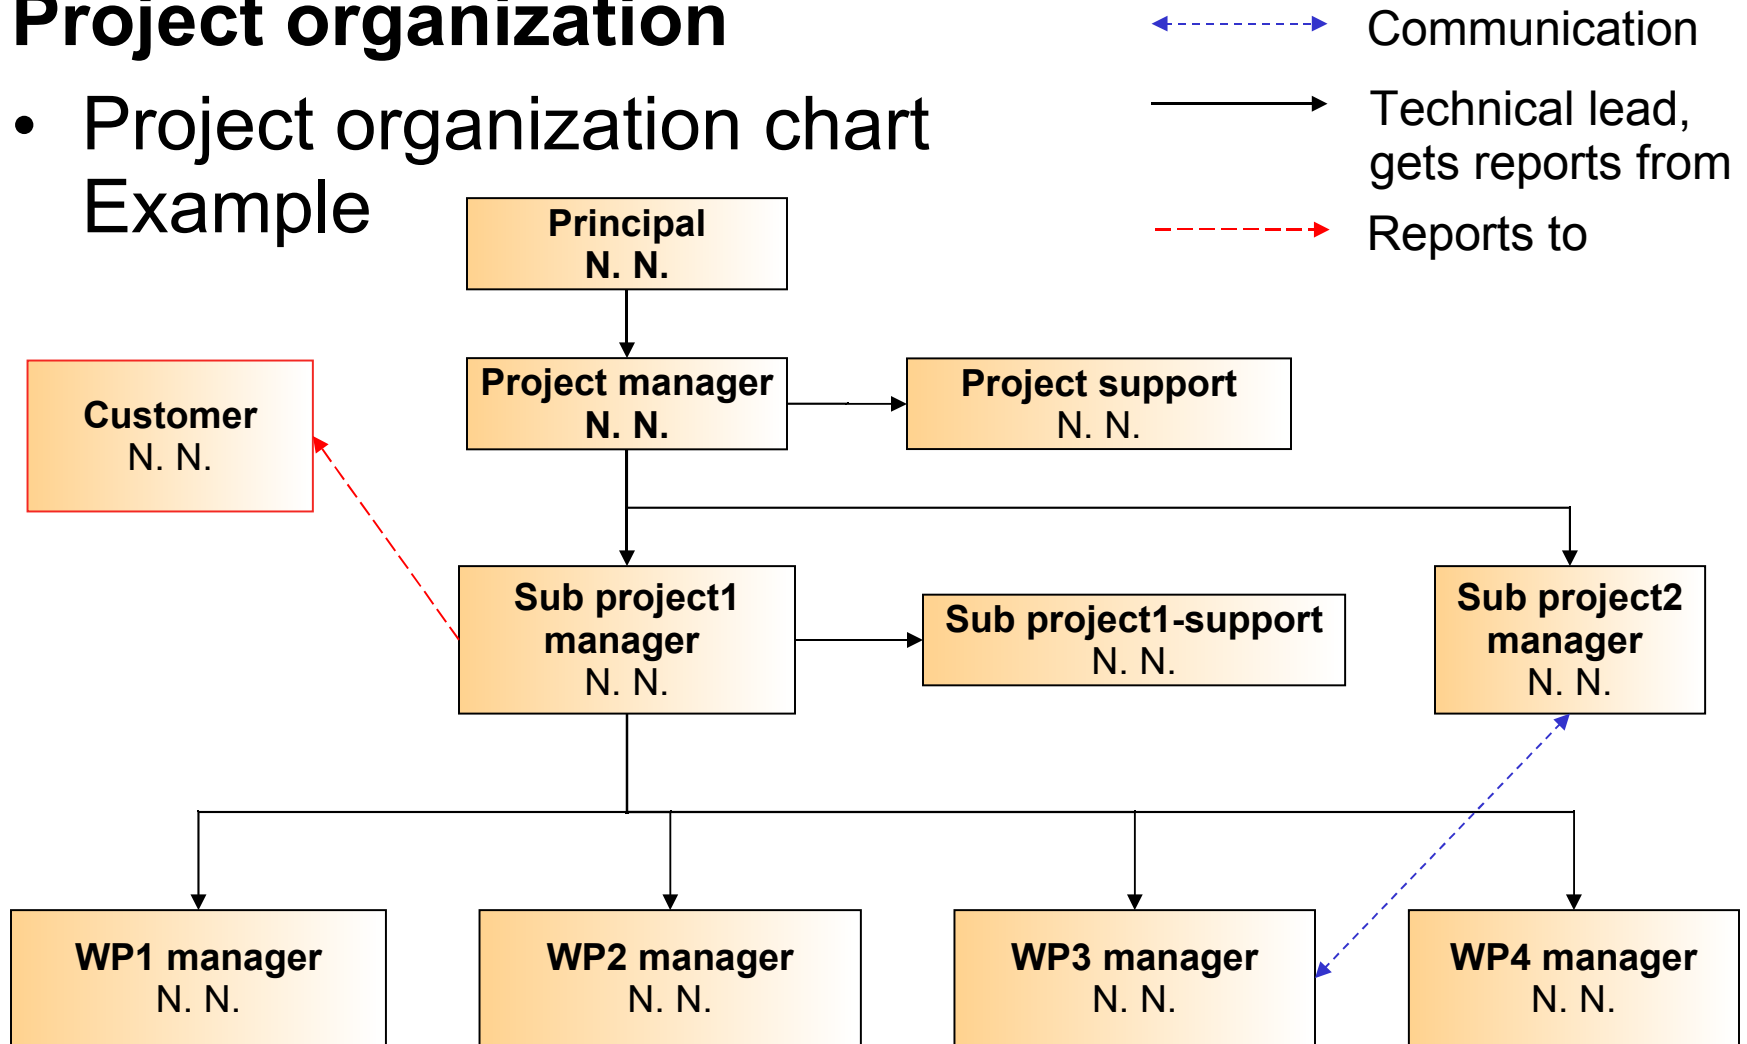 Project organization
• Project organization chart
Example
Communication
Technical lead,
gets reports from
Reports to
Principal
N. N.
Customer
N. N.
Project manager
N. N.
Project support
N. N.
Sub project1
manager
N. N.
Sub project1-support
N. N.
Sub project2
manager
N. N.
WP1 manager
N. N.
WP2 manager
N. N.
WP3 manager
N. N.
WP4 manager
N. N.